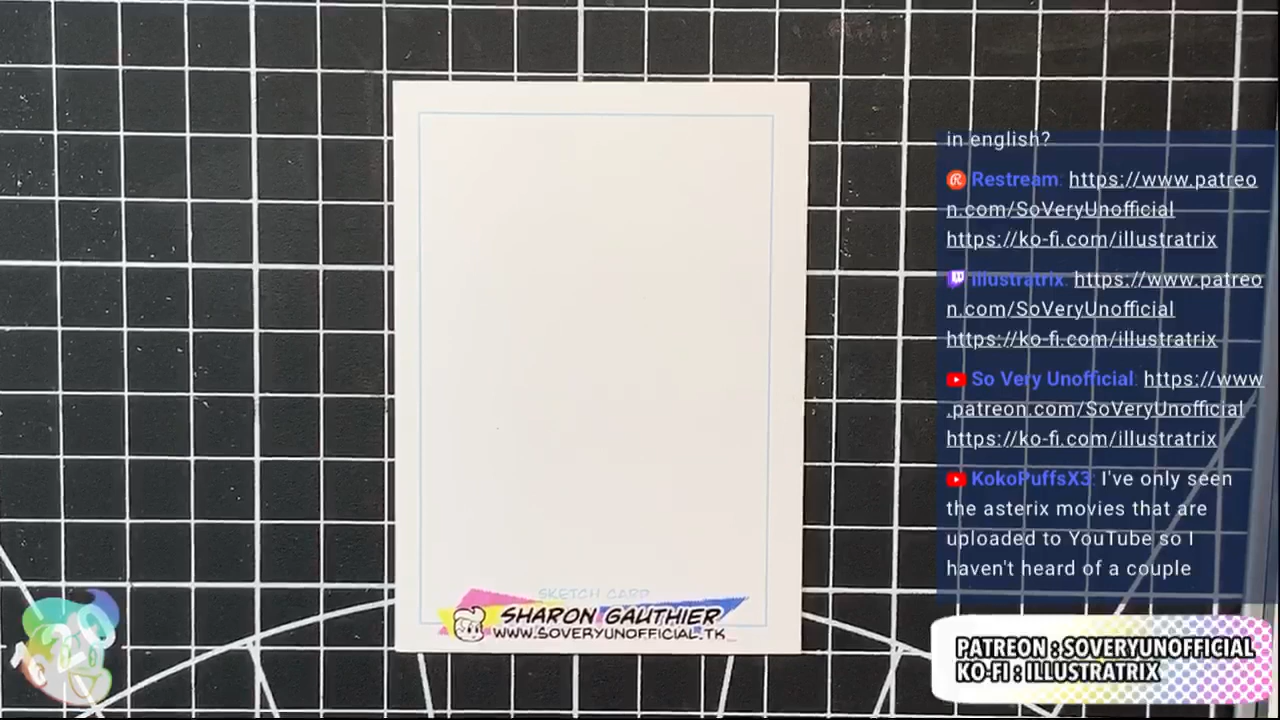 in english?
Restream: https://www.patreo
n.com/SoVeryUnofficial
https://ko-fi.com/illustratrix
illustratrix: https://www.patreo
n.com/SoVeryUnofficial
https://ko-fi.com/illustratrix
So Very Unofficial: https://www
.patreon.com/SoVeryUnofficial
https://ko-fi.com/illustratrix
KokoPuffsX3: I've only seen
the asterix movies that are
uploaded to YouTube so I
haven't heard of a couple
SKETCH CARD
SHARON GAUTHIER
WWW.SOVERYUNOFFICIAL.TK
PATREON : SOVERYUNOFFICIAL
KO-FI : ILLUSTRATRIX